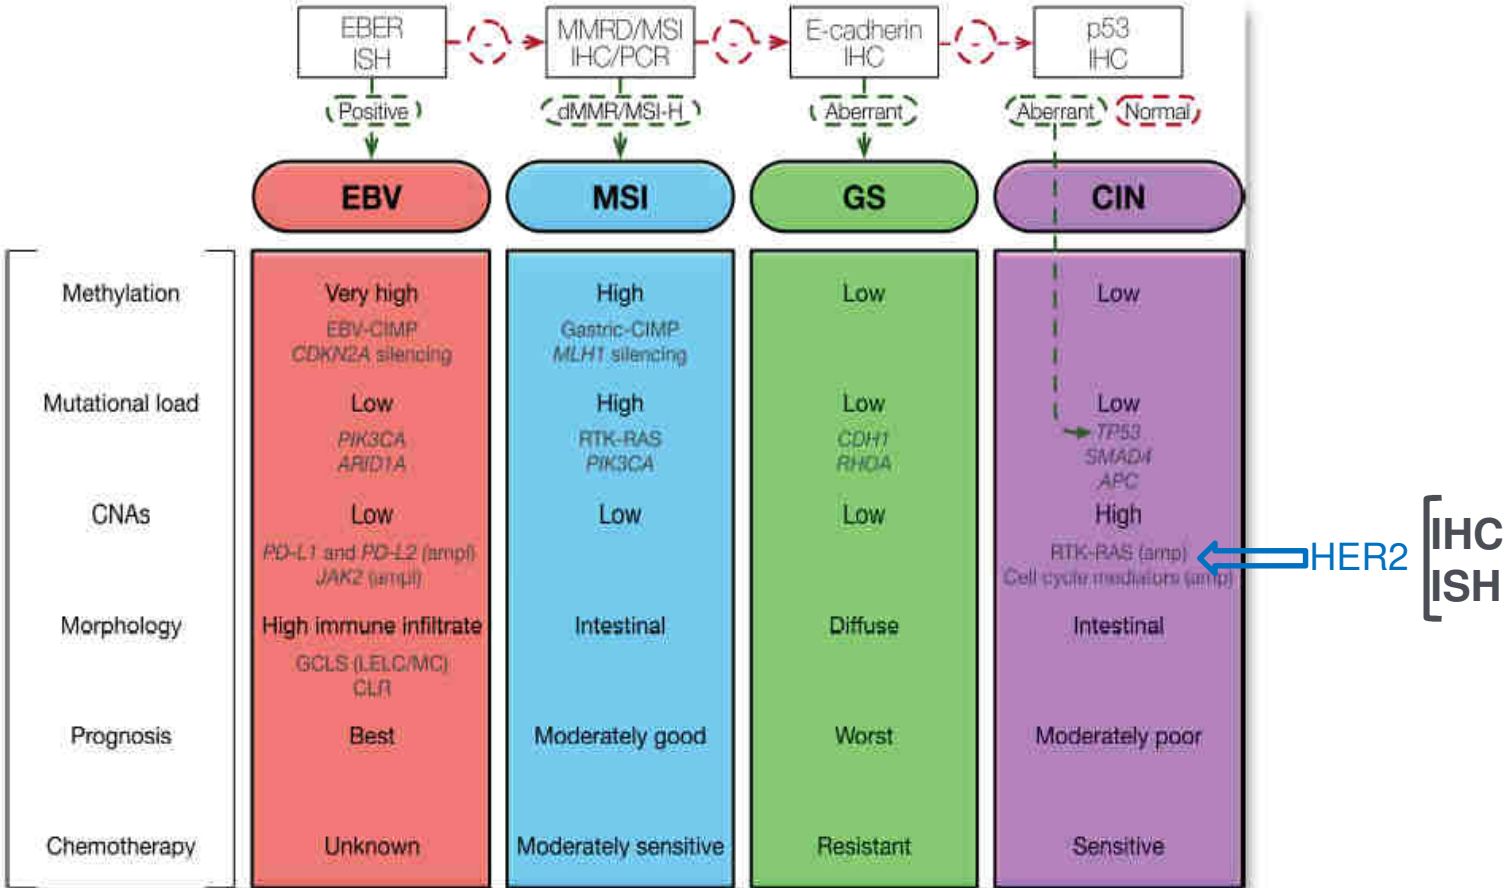 EBER
ISH
MMRD/MSI
IHC/PCR
E-cadherin
IHC
p53
IHC
-
-
-
Positive
dMMR/MSI-H
Aberrant
Aberrant
Normal
EBV
MSI
GS
CIN
Methylation
Very high
EBV-CIMP
CDKN2A silencing
High
Gastric-CIMP
MLH1 silencing
Low
Low
Mutational load
Low
PIK3CA
ARID1A
High
RTK-RAS
PIK3CA
Low
CDH1
RHOA
Low
TP53
SMAD4
APC
CNAs
Low
PD-L1 and PD-L2 (ampl)
JAK2 (ampl)
Low
Low
High
RTK-RAS (amp)
Cell cycle mediators (amp)
HER2
IHC
ISH
Morphology
High immune infiltrate
GCLS (LELC/MC)
CLR
Intestinal
Diffuse
Intestinal
Prognosis
Best
Moderately good
Worst
Moderately poor
Chemotherapy
Unknown
Moderately sensitive
Resistant
Sensitive